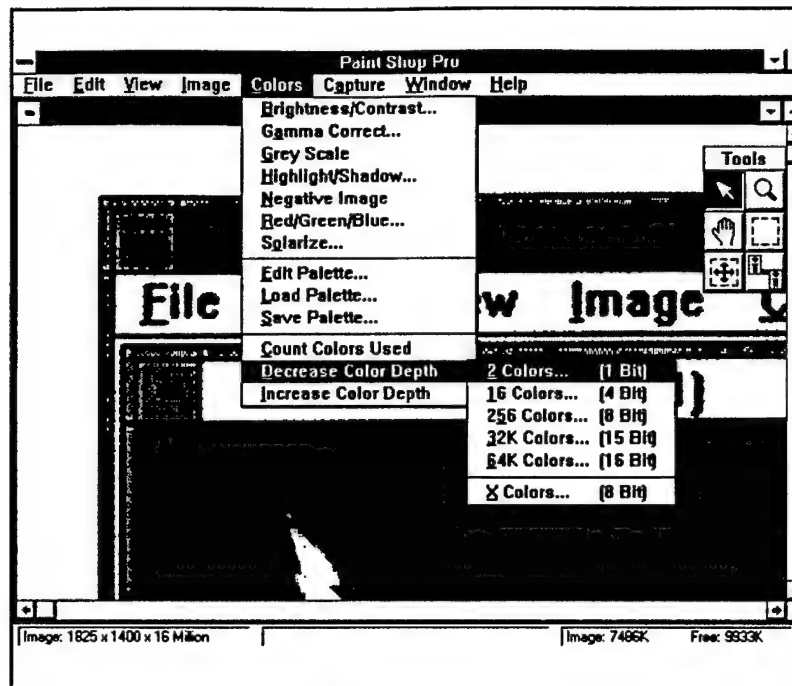 Paint Shop Pro
File Edit View Image Colors Capture Window Help
Brightness/Contrast...
Gamma Correct...
Grey Scale
Highlight/Shadow...
Negative Image
Red/Green/Blue...
Solarize...
Edit Palette...
Load Palette...
Save Palette...
Count Colors Used
Decrease Color Depth
Increase Color Depth
2 Colors... (1 Bit)
16 Colors... (4 Bit)
256 Colors... (8 Bit)
32K Colors... (15 Bit)
64K Colors... (16 Bit)
X Colors... (8 Bit)
Tools
File ew Image
Image: 1825 x 1400 x 16 Million Image: 7486K Free: 9933K